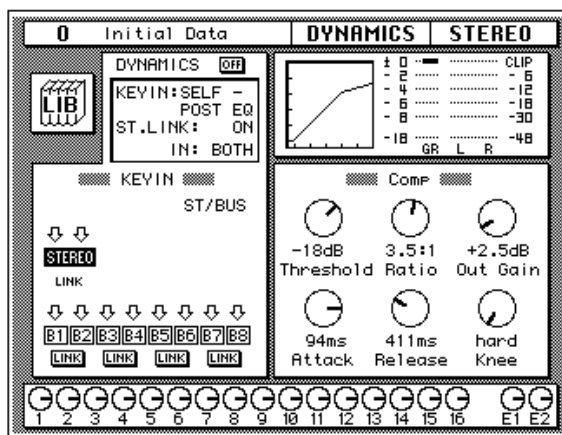 0 Initial Data DYNAMICS STEREO
LIB
DYNAMICS OFF
KEYIN:SELF -
POST EQ
ST.LINK: ON
IN: BOTH
± 0 CLIP
- 2 - 6
- 4 -12
- 6 -18
- 8 -30
-18 -48
GR L R
KEYIN
ST/BUS
STEREO
LINK
B1 B2 B3 B4 B5 B6 B7 B8
LINK LINK LINK LINK
Comp
-18dB 3.5:1 +2.5dB
Threshold Ratio Out Gain
94ms 411ms hard
Attack Release Knee
1 2 3 4 5 6 7 8 9 10 11 12 13 14 15 16 E1 E2